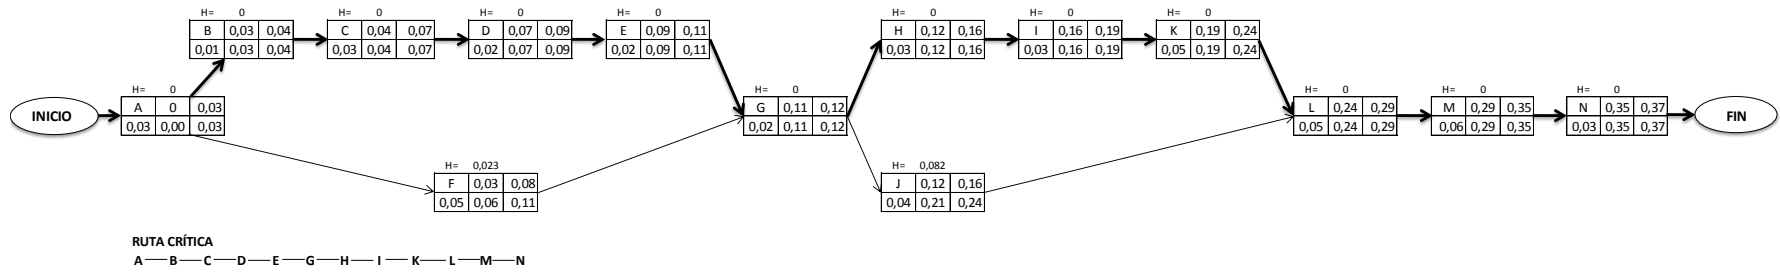 H= 0 H= 0 H= 0 H= 0 H= 0 H= 0 H= 0
B 0,03 0,04 C 0,04 0,07 D 0,07 0,09 E 0,09 0,11 H 0,12 0,16 I 0,16 0,19 K 0,19 0,24
0,01 0,03 0,04 0,03 0,04 0,07 0,02 0,07 0,09 0,02 0,09 0,11 0,03 0,12 0,16 0,03 0,16 0,19 0,05 0,19 0,24
H= 0 H= 0 H= 0 H= 0 H= 0
INICIO A 0 0,03 G 0,11 0,12 L 0,24 0,29 M 0,29 0,35 N 0,35 0,37 FIN
0,03 0,00 0,03 0,02 0,11 0,12 0,05 0,24 0,29 0,06 0,29 0,35 0,03 0,35 0,37
H= 0,023 H= 0,082
F 0,03 0,08 J 0,12 0,16
0,05 0,06 0,11 0,04 0,21 0,24
RUTA CRÍTICA
A B C D E G H I K L M N